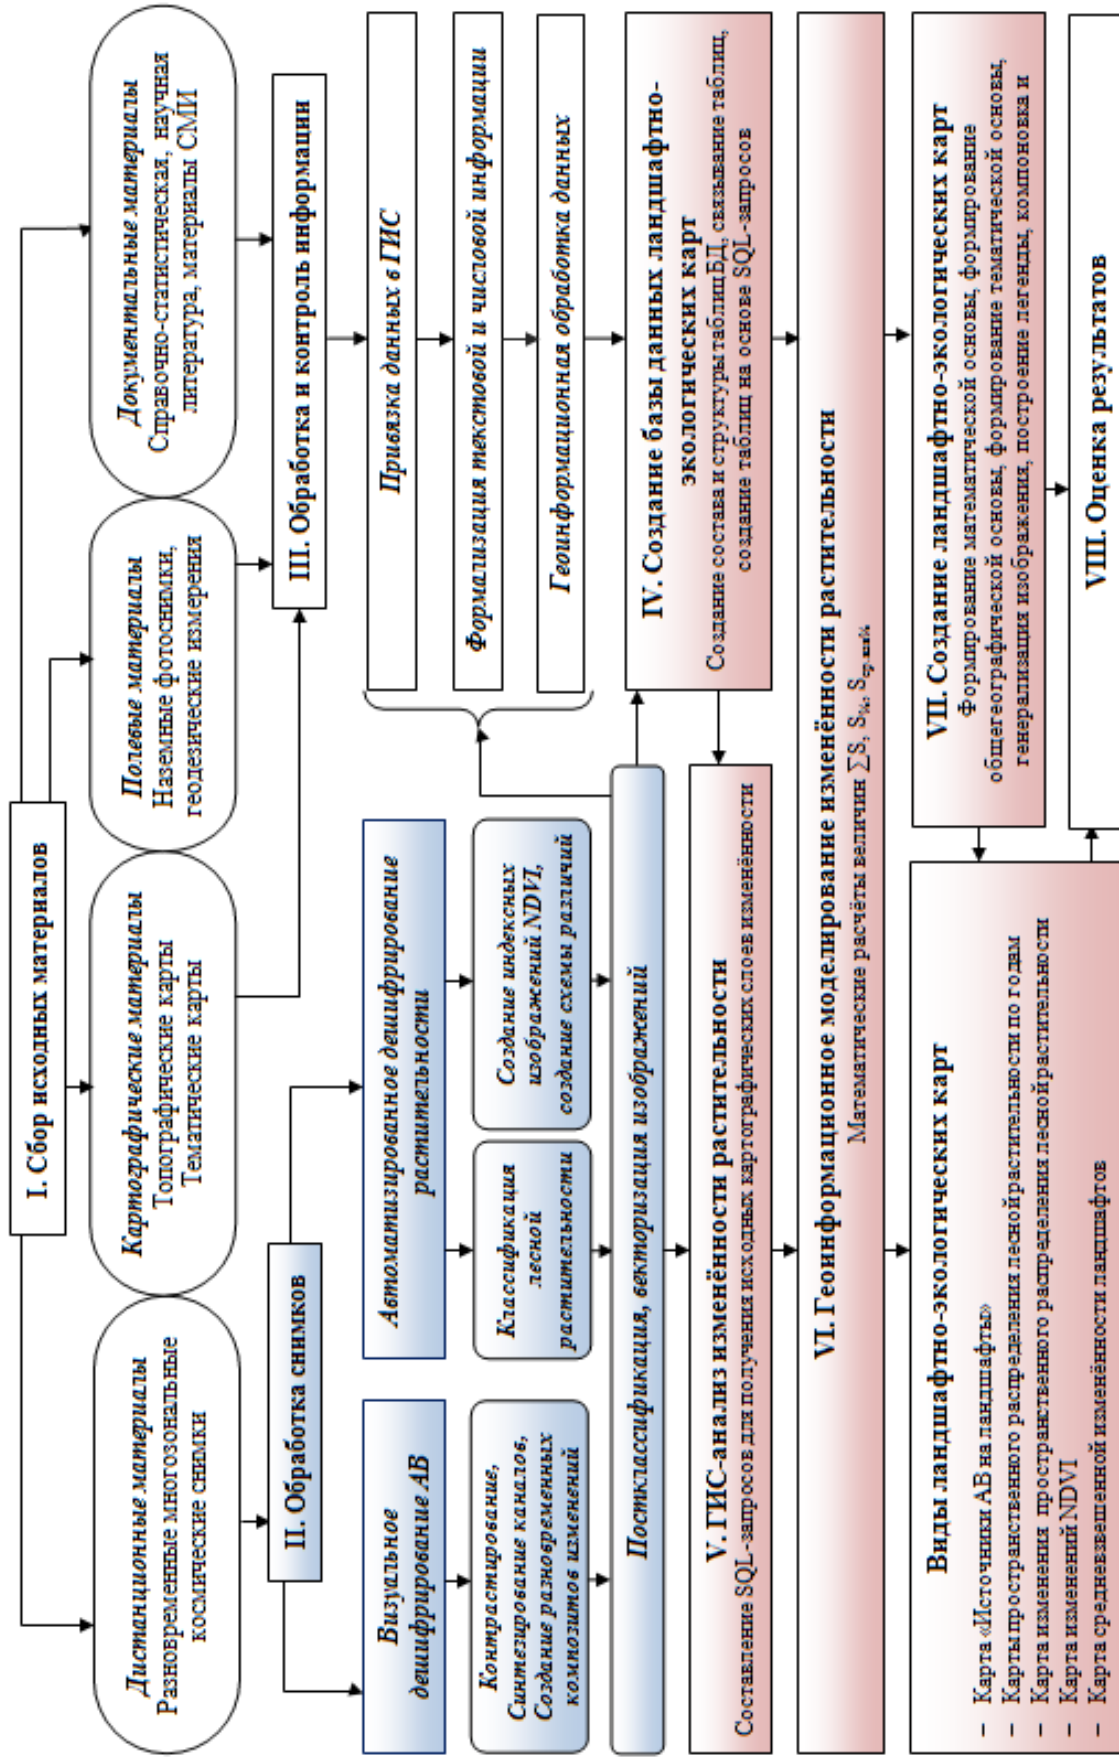 I. Сбор исходных материалов
Дистанционные материалы
Разновременные многозональные
космические снимки
Картографические материалы
Топографические карты
Тематические карты
Полевые материалы
Наземные фотоснимки,
геодезические измерения
Документальные материалы
Справочно-статистическая, научная
литература, материалы СМИ
II. Обработка снимков
III. Обработка и контроль информации
Визуальное
дешифрирование АВ
Автоматизированное дешифрирование
растительности
Привязка данных в ГИС
Контрастирование,
Синтезирование каналов,
Создание разновременных
композитов изменений
Классификация
лесной
растительности
Создание индексных
изображений NDVI,
создание схемы различий
Формализация текстовой и числовой информации
Геоинформационная обработка данных
Постклассификация, векторизация изображений
IV. Создание базы данных ландшафтно-
экологических карт
Создание состава и структуры таблиц БД, связывание таблиц,
создание таблиц на основе SQL-запросов
V. ГИС-анализ изменённости растительности
Составление SQL-запросов для получения исходных картографических слоев изменённости
VI. Геоинформационное моделирование изменённости растительности
Математические расчёты величин ∑S, S%, Sср.взв%
Виды ландшафтно-экологических карт
– Карта «Источники АВ на ландшафты»
– Карты пространственного распределения лесной растительности по годам
– Карта изменения пространственного распределения лесной растительности
– Карта изменений NDVI
– Карта средневзвешенной изменённости ландшафтов
VII. Создание ландшафтно-экологических карт
Формирование математической основы, формирование
общегеографической основы, формирование тематической основы,
генерализация изображения, построение легенды, компоновка и
VIII. Оценка результатов